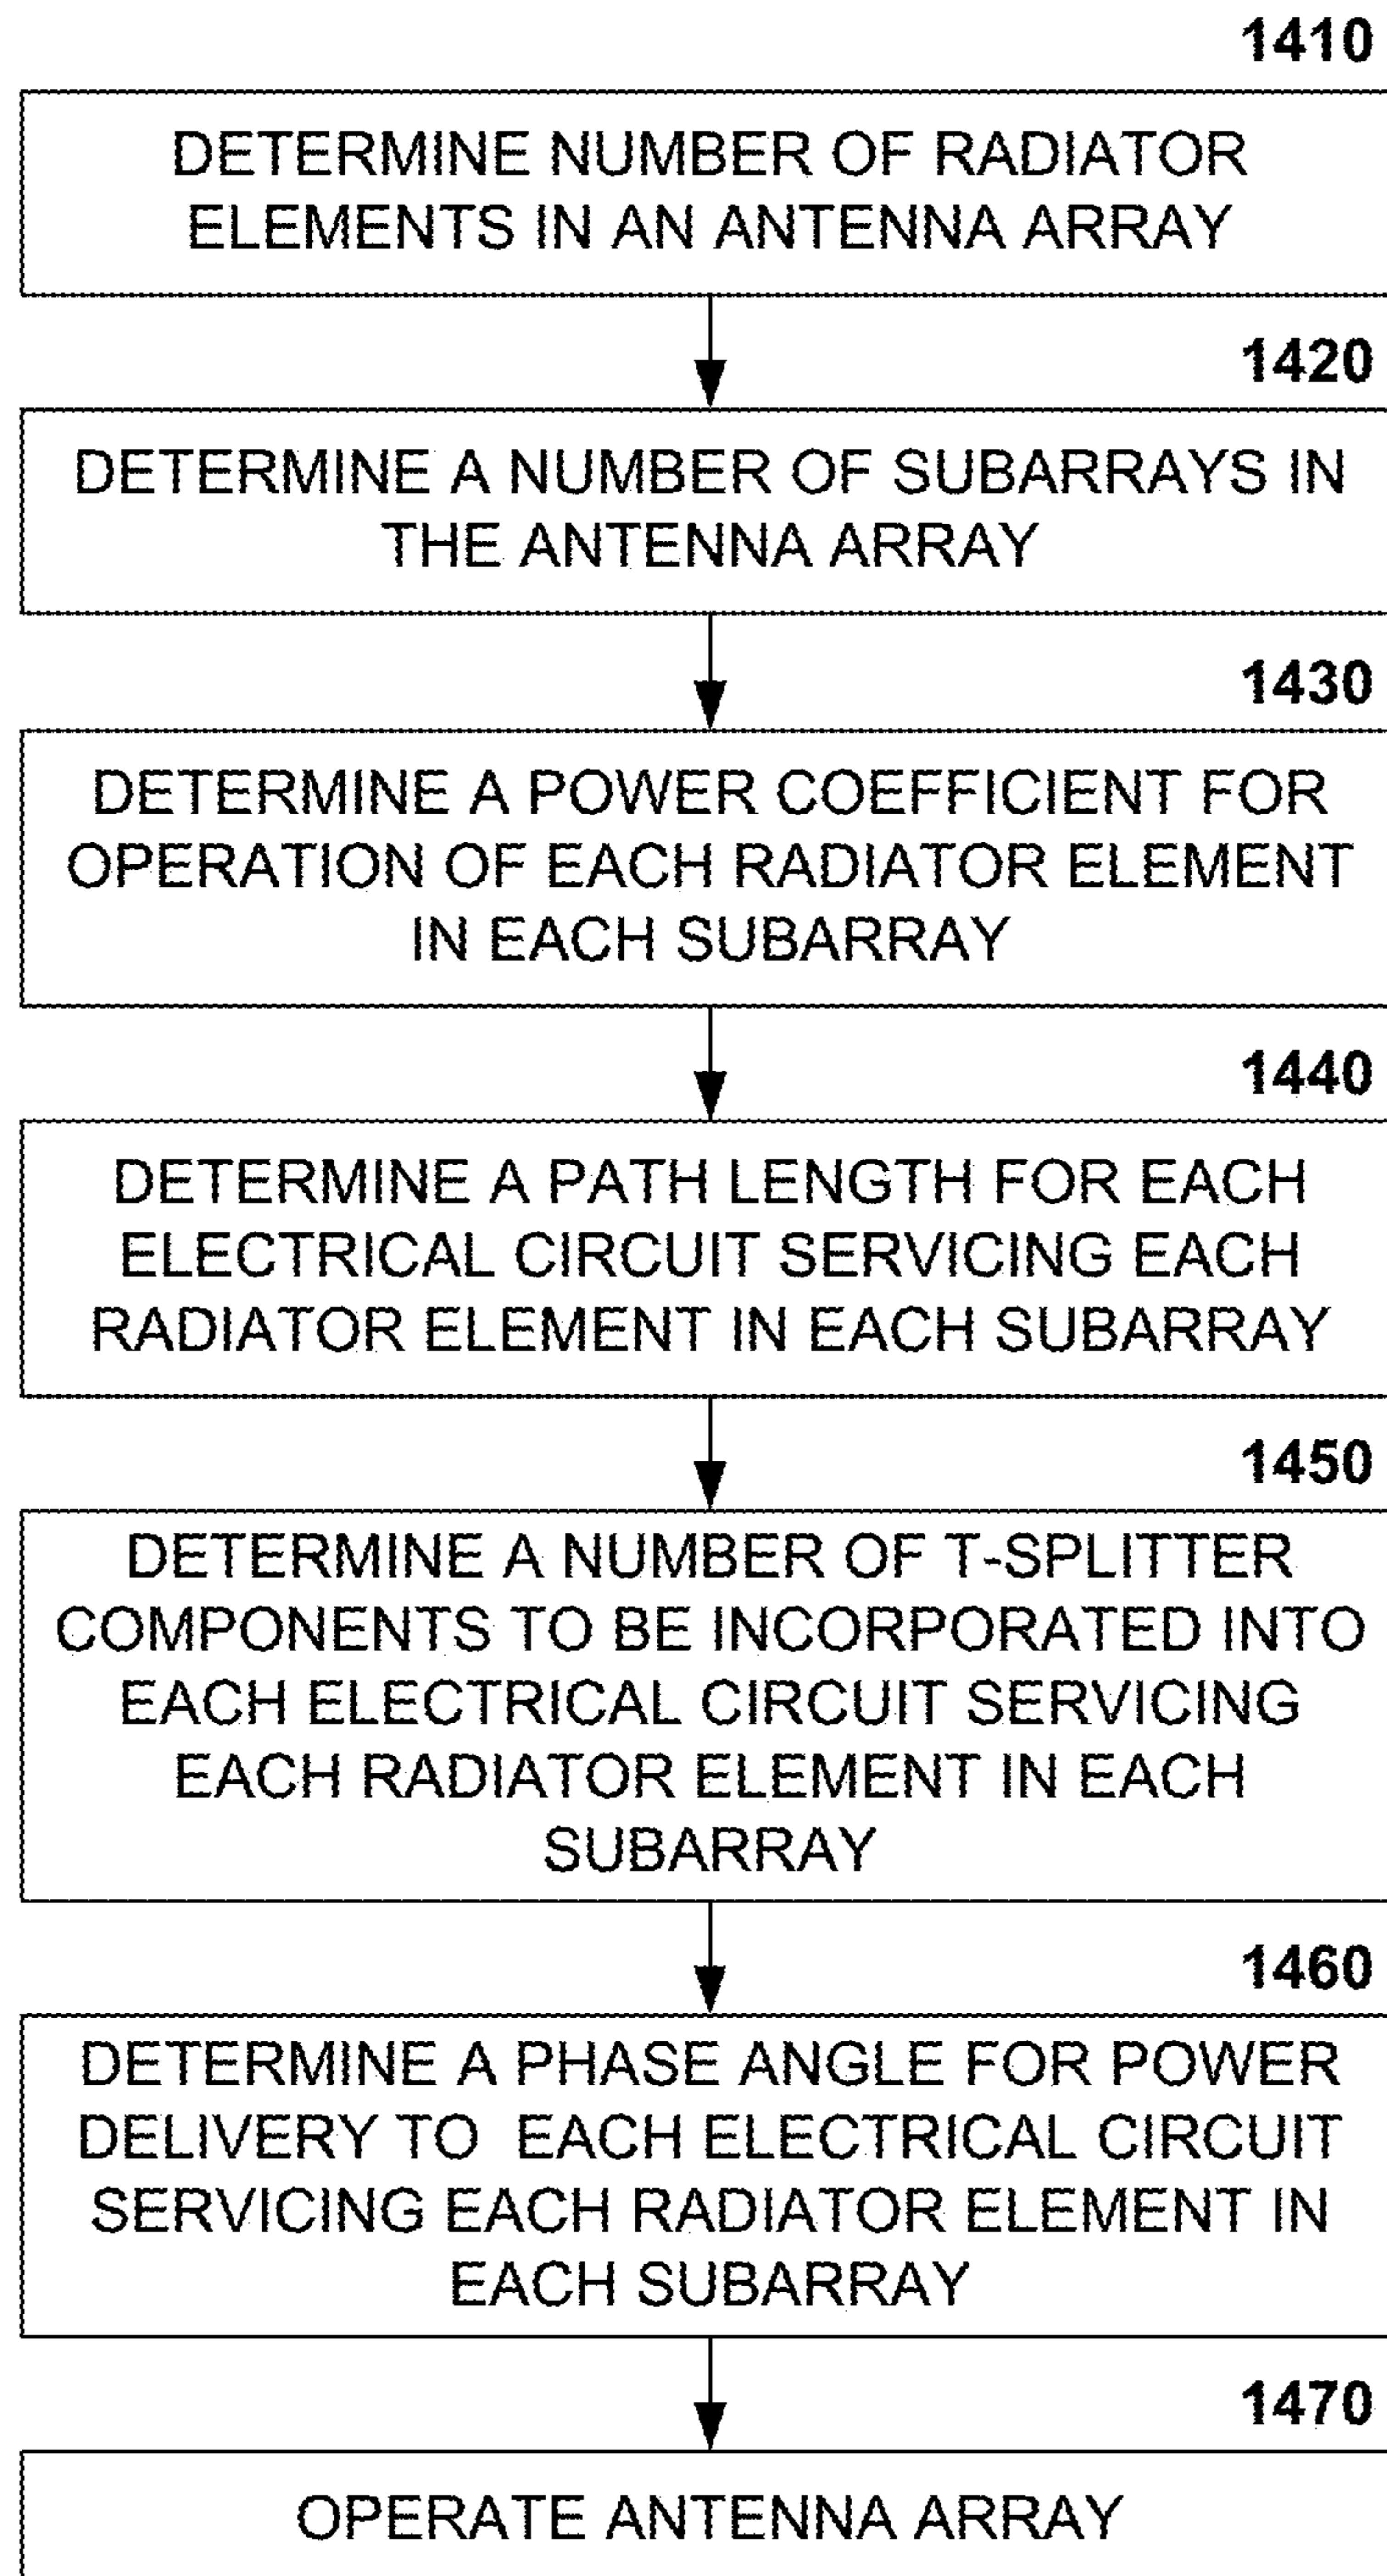 1410
DETERMINE NUMBER OF RADIATOR
ELEMENTS IN AN ANTENNA ARRAY
1420
DETERMINE A NUMBER OF SUBARRAYS IN
THE ANTENNA ARRAY
1430
DETERMINE A POWER COEFFICIENT FOR
OPERATION OF EACH RADIATOR ELEMENT
IN EACH SUBARRAY
1440
DETERMINE A PATH LENGTH FOR EACH
ELECTRICAL CIRCUIT SERVICING EACH
RADIATOR ELEMENT IN EACH SUBARRAY
1450
DETERMINE A NUMBER OF T-SPLITTER
COMPONENTS TO BE INCORPORATED INTO
EACH ELECTRICAL CIRCUIT SERVICING
EACH RADIATOR ELEMENT IN EACH
SUBARRAY
1460
DETERMINE A PHASE ANGLE FOR POWER
DELIVERY TO EACH ELECTRICAL CIRCUIT
SERVICING EACH RADIATOR ELEMENT IN
EACH SUBARRAY
1470
OPERATE ANTENNA ARRAY